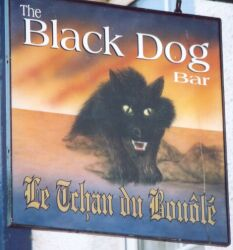 The
Black Dog
Bar
Le Tchan du Bouôlé